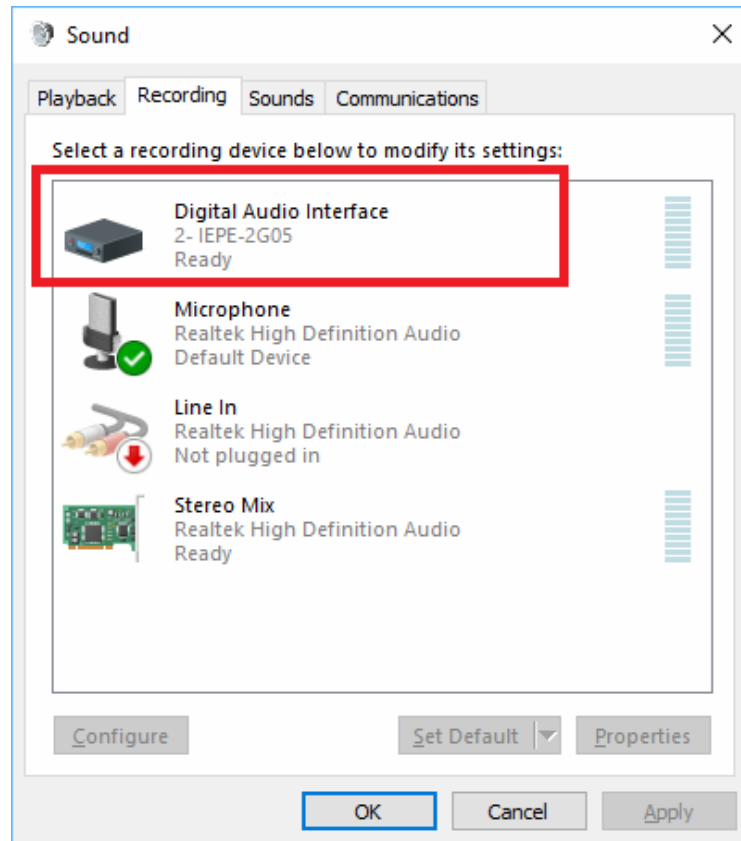 Sound
Playback Recording Sounds Communications
Select a recording device below to modify its settings:
Digital Audio Interface
2- IEPE-2G05
Ready
Microphone
Realtek High Definition Audio
Default Device
Line In
Realtek High Definition Audio
Not plugged in
Stereo Mix
Realtek High Definition Audio
Ready
Configure Set Default Properties
OK Cancel Apply